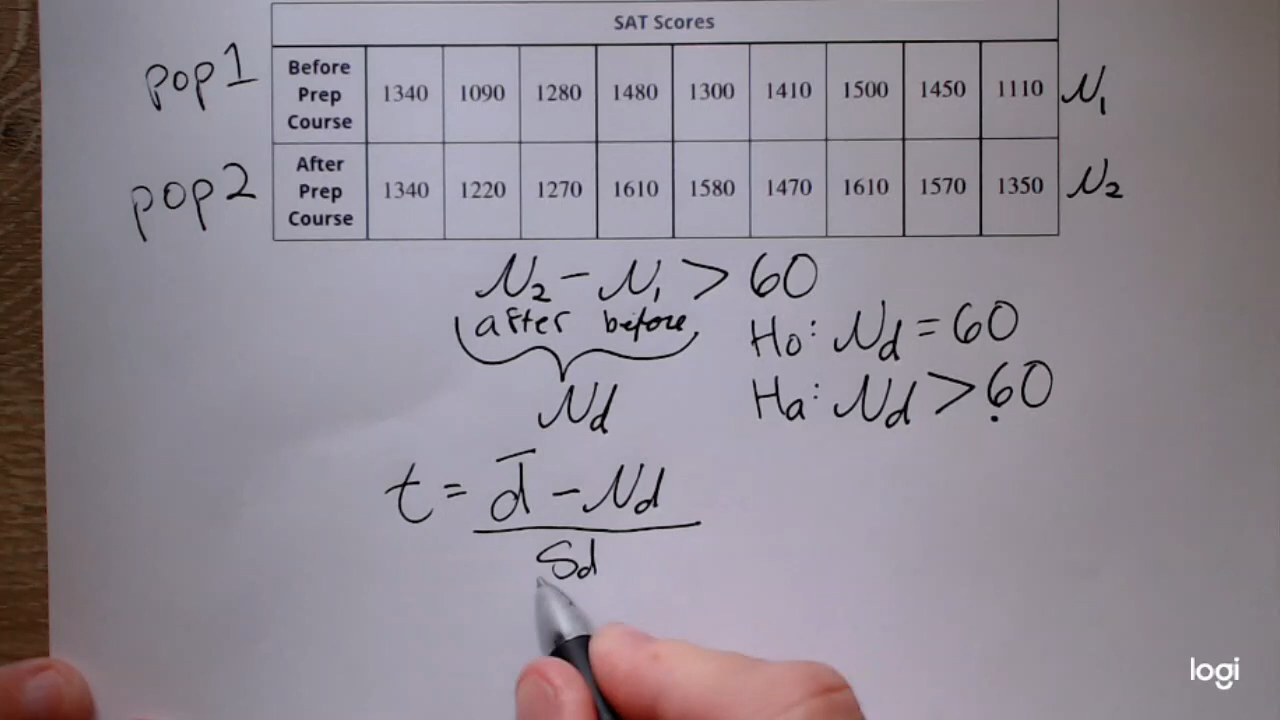 SAT Scores
pop 1 Before Prep Course 1340 1090 1280 1480 1300 1410 1500 1450 1110 μ₁
pop 2 After Prep Course 1340 1220 1270 1610 1580 1470 1610 1570 1350 μ₂
μ₂ - μ₁ > 60
after before
Ho: μd = 60
μd
Ha: μd > 60
t = d̄ - μd
Sd
logi